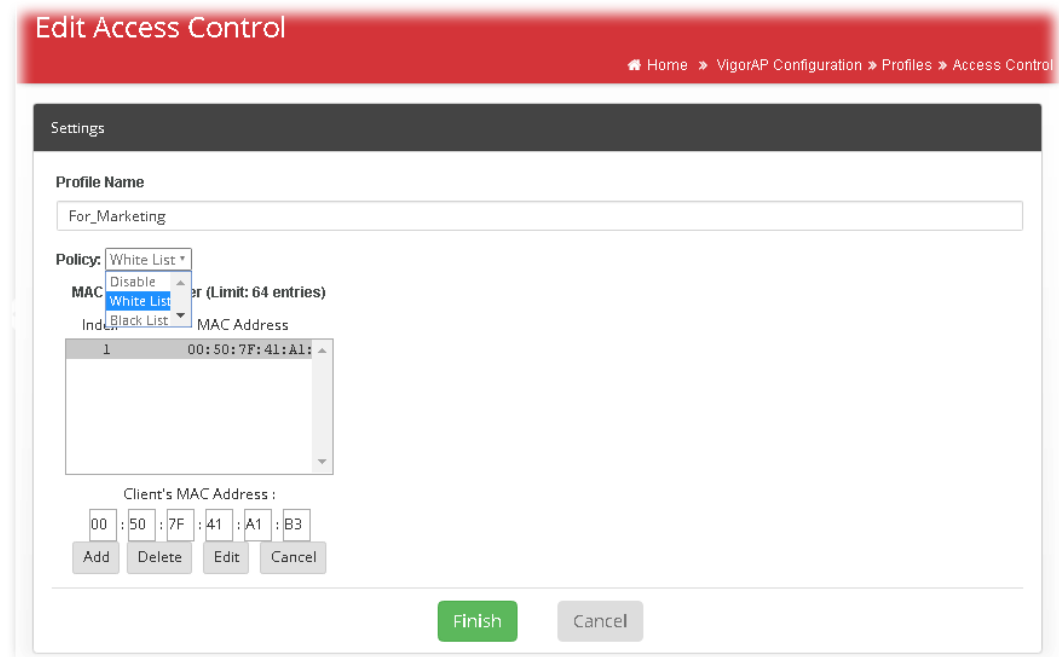 Edit Access Control
Home » VigorAP Configuration » Profiles » Access Control
Settings
Profile Name
For_Marketing
Policy: White List
Disable
White List
Black List
MAC (Limit: 64 entries)
MAC Address
1 00:50:7F:41:A1:
Client's MAC Address :
00 : 50 : 7F : 41 : A1 : B3
Add Delete Edit Cancel
Finish Cancel